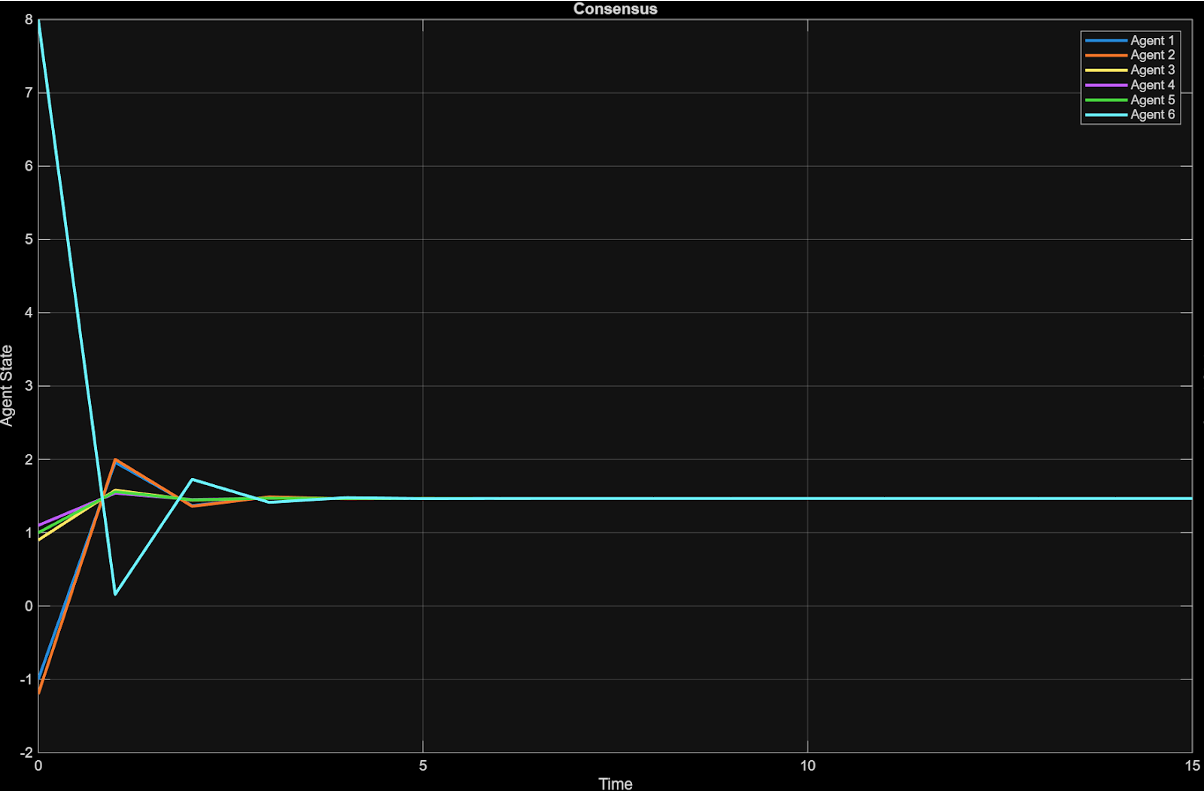 Consensus
8
7
6
5
4
3
2
1
0
-1
-2
Agent State
0
5
10
15
Time
Agent 1
Agent 2
Agent 3
Agent 4
Agent 5
Agent 6